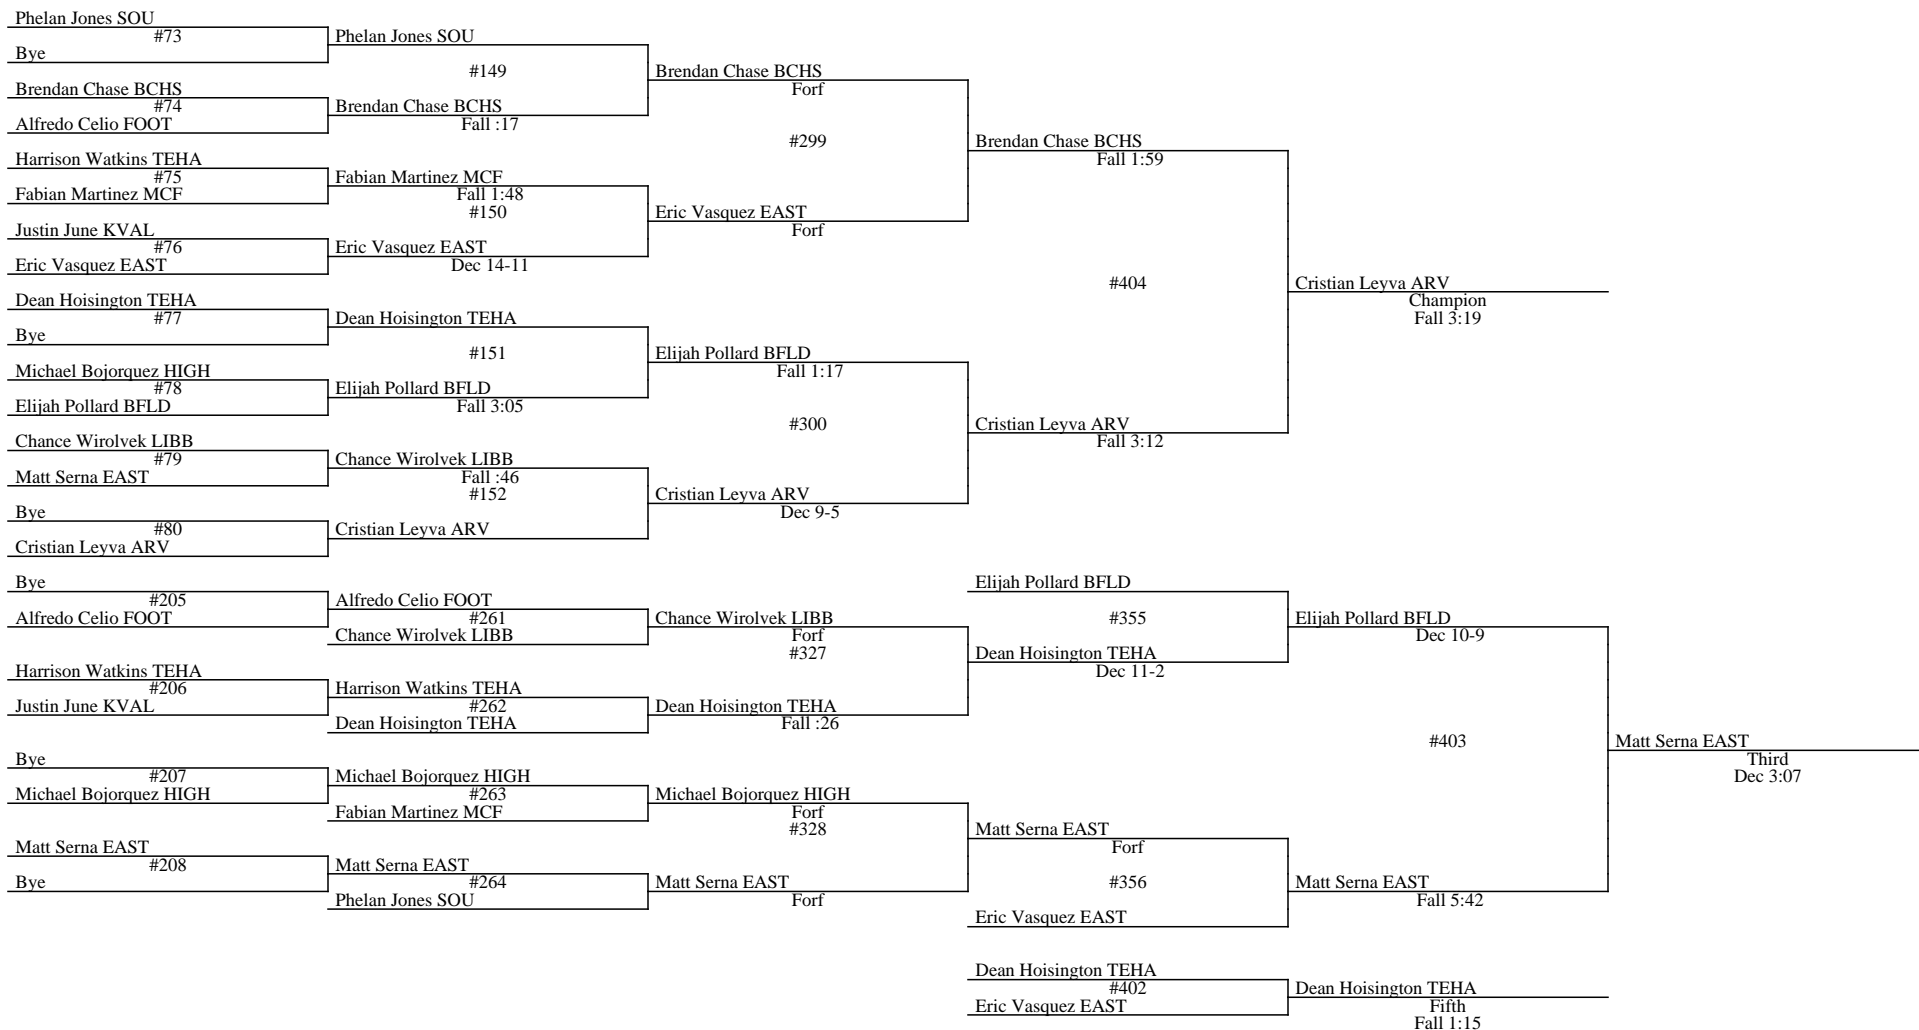 Phelan Jones SOU
#73
Bye
Phelan Jones SOU
#149
Brendan Chase BCHS
#74
Alfredo Celio FOOT
Brendan Chase BCHS
Fall :17
Brendan Chase BCHS
Forf
#299
Harrison Watkins TEHA
#75
Fabian Martinez MCF
Fabian Martinez MCF
Fall 1:48
#150
Justin June KVAL
#76
Eric Vasquez EAST
Eric Vasquez EAST
Dec 14-11
Eric Vasquez EAST
Forf
Brendan Chase BCHS
Fall 1:59
#404
Dean Hoisington TEHA
#77
Bye
Dean Hoisington TEHA
#151
Michael Bojorquez HIGH
#78
Elijah Pollard BFLD
Elijah Pollard BFLD
Fall 3:05
Elijah Pollard BFLD
Fall 1:17
#300
Chance Wirolvek LIBB
#79
Matt Serna EAST
Chance Wirolvek LIBB
Fall :46
#152
Bye
#80
Cristian Leyva ARV
Cristian Leyva ARV
Cristian Leyva ARV
Dec 9-5
Cristian Leyva ARV
Fall 3:12
Cristian Leyva ARV
Champion
Fall 3:19
Bye
#205
Alfredo Celio FOOT
Alfredo Celio FOOT
#261
Chance Wirolvek LIBB
Chance Wirolvek LIBB
Forf
#327
Harrison Watkins TEHA
#206
Justin June KVAL
Harrison Watkins TEHA
#262
Dean Hoisington TEHA
Dean Hoisington TEHA
Fall :26
Elijah Pollard BFLD
#355
Dean Hoisington TEHA
Dec 11-2
Elijah Pollard BFLD
Dec 10-9
#403
Bye
#207
Michael Bojorquez HIGH
Michael Bojorquez HIGH
#263
Fabian Martinez MCF
Michael Bojorquez HIGH
Forf
#328
Matt Serna EAST
#208
Bye
Matt Serna EAST
#264
Phelan Jones SOU
Matt Serna EAST
Forf
Matt Serna EAST
Forf
#356
Eric Vasquez EAST
Matt Serna EAST
Fall 5:42
Matt Serna EAST
Third
Dec 3:07
Dean Hoisington TEHA
#402
Eric Vasquez EAST
Dean Hoisington TEHA
Fifth
Fall 1:15